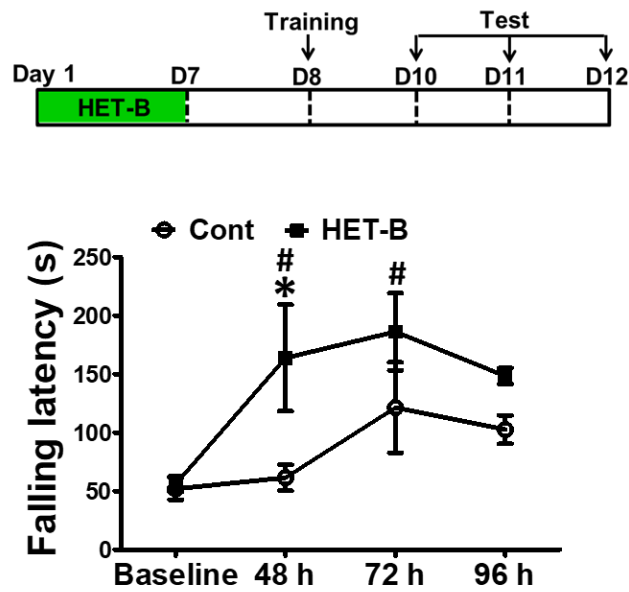 Training Test
Day 1 D7 D8 D10 D11 D12
HET-B
Cont HET-B
Falling latency (s)
250
200
150
100
50
0
#
*
#
Baseline 48 h 72 h 96 h